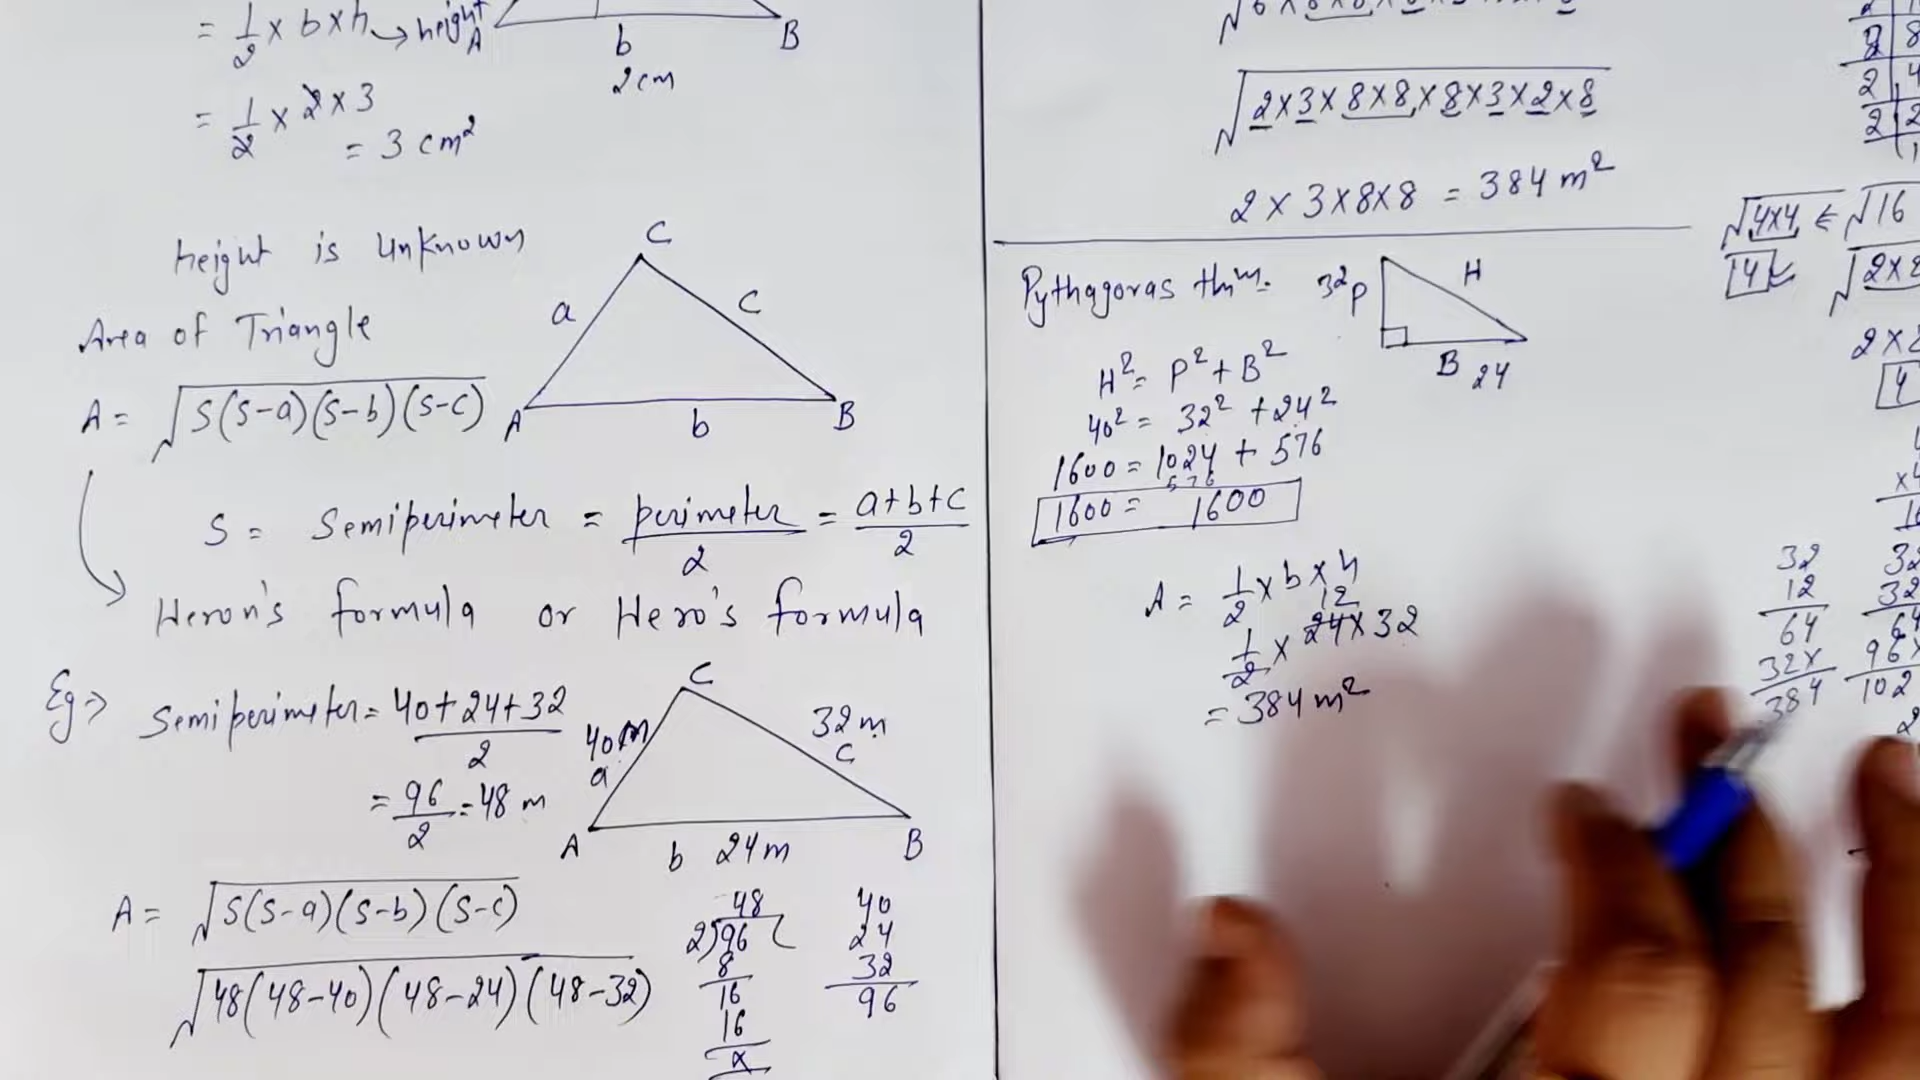 = 1/2 × b × h → height
A b B
2 cm
= 1/2 × 2 × 3
= 3 cm²
height is unknown
C
a C
A b B
Area of Triangle
A = √S(S-a)(S-b)(S-c)
S = Semiperimeter = perimeter/2 = a+b+c/2
Heron's formula or Hero's formula
Eg⇒ Semiperimeter = 40+24+32/2
= 96/2 = 48 m
C
40m 32m
a C
A b 24m B
A = √S(S-a)(S-b)(S-c)
√48(48-40)(48-24)(48-32)
48
2)96
8
16
16
x
40
24
32
96
√2×3×8×8×8×3×2×8
2×3×8×8 = 384 m²
Pythagoras thm.
32 P H
B 24
H² = P² + B²
40² = 32² + 24²
1600 = 1024 + 576
576
1600 = 1600
A = 1/2 × b × h
12
1/2 × 24 × 32
= 384 m²
√4×4 ← √16
4
32
12
64
32×
384